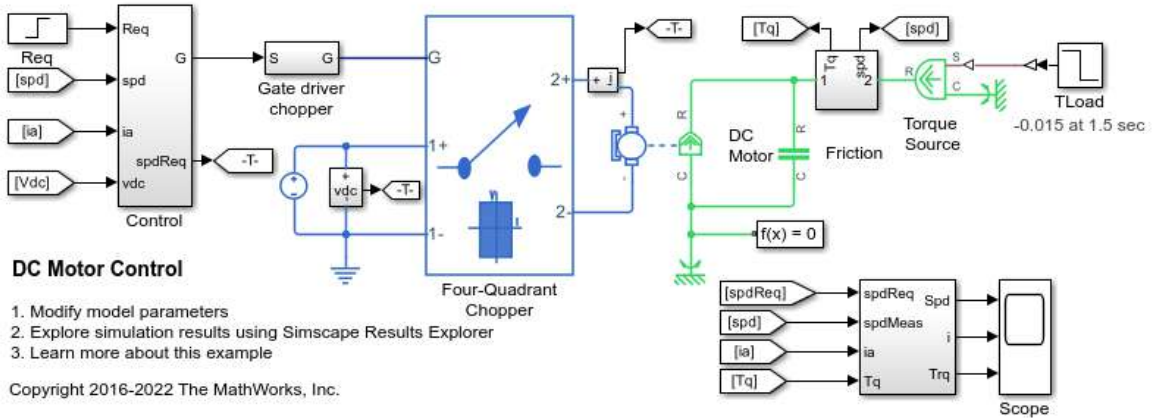 Req
[spd]
[ia]
[Vdc]
Req
spd
ia
vdc
G
spdReq
Control
-T-
S
G
Gate driver
chopper
vdc
-T-
G
1+
1-
2+
2-
Four-Quadrant
Chopper
+
i
-
-T-
+
-
R
C
DC
Motor
R
C
Friction
[Tq]
[spd]
Tq
spd
1
2
R
S
C
Torque
Source
TLoad
-0.015 at 1.5 sec
f(x) = 0
DC Motor Control
1. Modify model parameters
2. Explore simulation results using Simscape Results Explorer
3. Learn more about this example
Copyright 2016-2022 The MathWorks, Inc.
[spdReq]
[spd]
[ia]
[Tq]
spdReq
spdMeas
ia
Tq
Spd
i
Trq
Scope